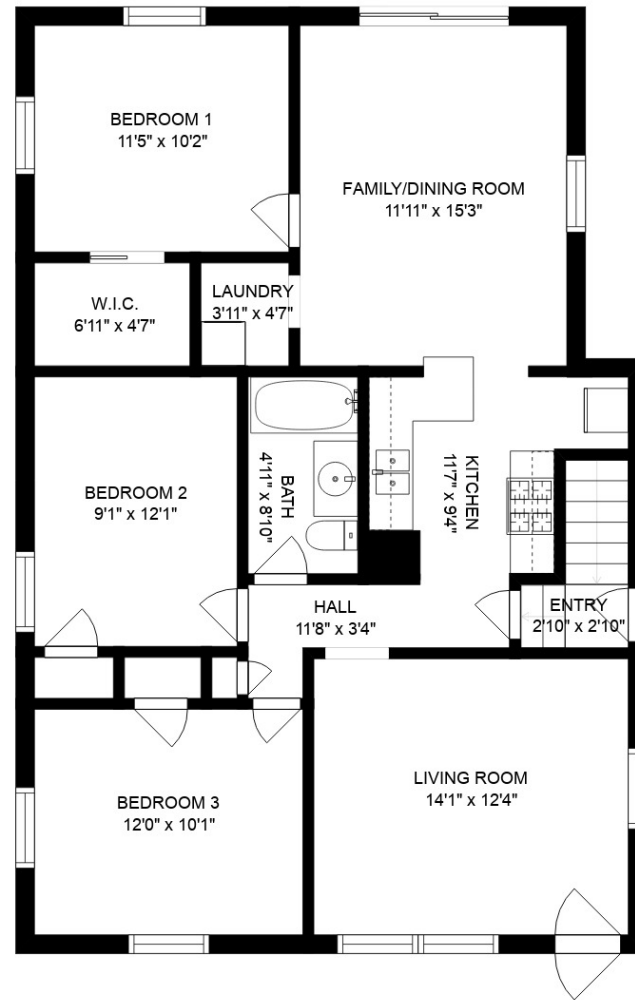 BEDROOM 1
11'5" x 10'2"
FAMILY/DINING ROOM
11'11" x 15'3"
W.I.C.
6'11" x 4'7"
LAUNDRY
3'11" x 4'7"
BEDROOM 2
9'1" x 12'1"
BATH
4'11" x 8'10"
KITCHEN
11'7" x 9'4"
HALL
11'8" x 3'4"
ENTRY
2'10" x 2'10"
BEDROOM 3
12'0" x 10'1"
LIVING ROOM
14'1" x 12'4"